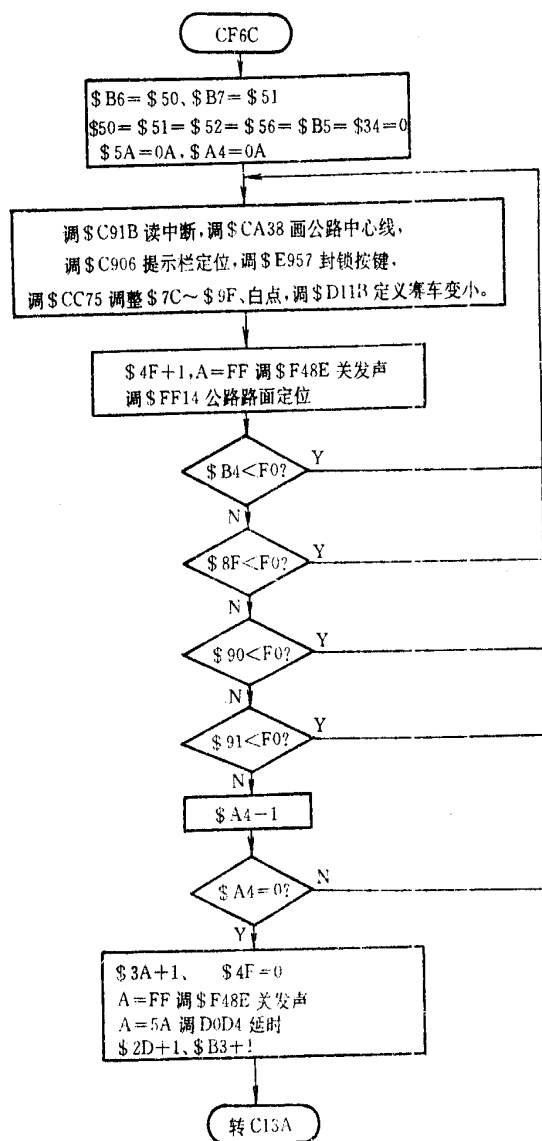 CF6C
$B6=$50、$B7=$51
$50=$51=$52=$56=$B5=$34=0
$5A=0A,$A4=0A
调$C91B读中断,调$CA38画公路中心线,
调$C906提示栏定位,调$E957封锁按键,
调$CC75调整$7C～$9F、白点,调$D11B定义赛车变小。
$4F+1,A=FF调$F48E关发声
调$FF14公路路面定位
$B4<F0?
Y
N
$8F<F0?
Y
N
$90<F0?
Y
N
$91<F0?
Y
N
$A4-1
$A4=0?
N
Y
$3A+1、 $4F=0
A=FF调$F48E关发声
A=5A调D0D4延时
$2D+1、$B3+1
转C13A